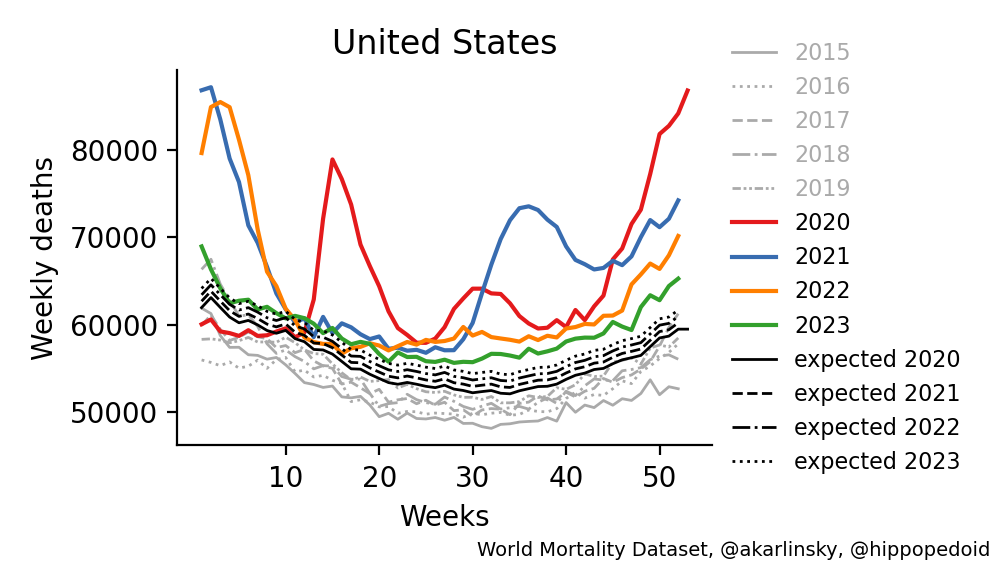 United States
Weekly deaths
80000
70000
60000
50000
10 20 30 40 50
Weeks
2015
2016
2017
2018
2019
2020
2021
2022
2023
expected 2020
expected 2021
expected 2022
expected 2023
World Mortality Dataset, @akarlinsky, @hippopedoid